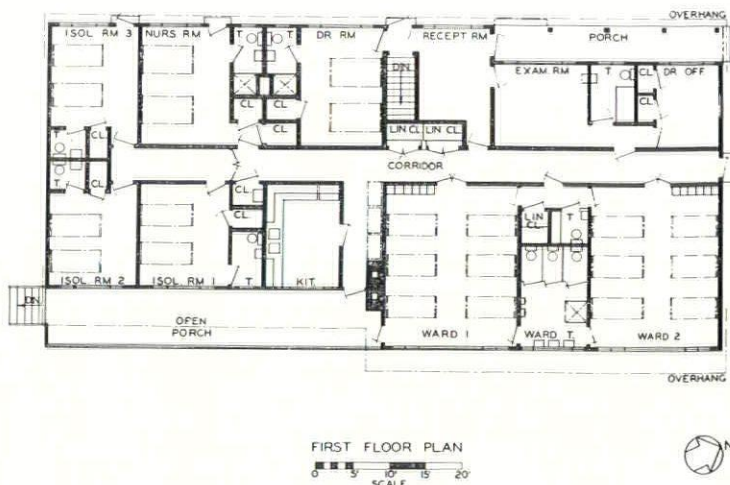 OVERHANG
ISOL RM 3 NURS RM T. T. DR RM RECEPT RM PORCH
DN
EXAM RM T CL DR OFF
CL
CL CL
CL LIN CL LIN CL
T. CL
CORRIDOR
T. CL
CL
CL
LIN CL T.
ISOL RM 2 ISOL RM 1 T. KIT.
DN
OPEN PORCH
WARD 1 WARD T. WARD 2
OVERHANG
FIRST FLOOR PLAN
N
0 5' 10' 15' 20'
SCALE